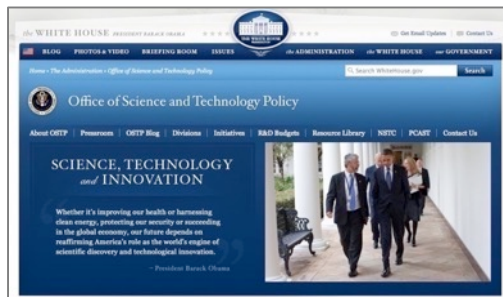 the WHITE HOUSE PRESIDENT BARACK OBAMA
Get Email Updates Contact Us
BLOG PHOTOS & VIDEO BRIEFING ROOM ISSUES the ADMINISTRATION the WHITE HOUSE our GOVERNMENT
Home • The Administration • Office of Science and Technology Policy
Search WhiteHouse.gov Search
Office of Science and Technology Policy
About OSTP Pressroom OSTP Blog Divisions Initiatives R&D Budgets Resource Library NSTC PCAST Contact Us
SCIENCE, TECHNOLOGY
and INNOVATION
Whether it's improving our health or harnessing
clean energy, protecting our security or succeeding
in the global economy, our future depends on
reaffirming America's role as the world's engine of
scientific discovery and technological innovation.
~ President Barack Obama